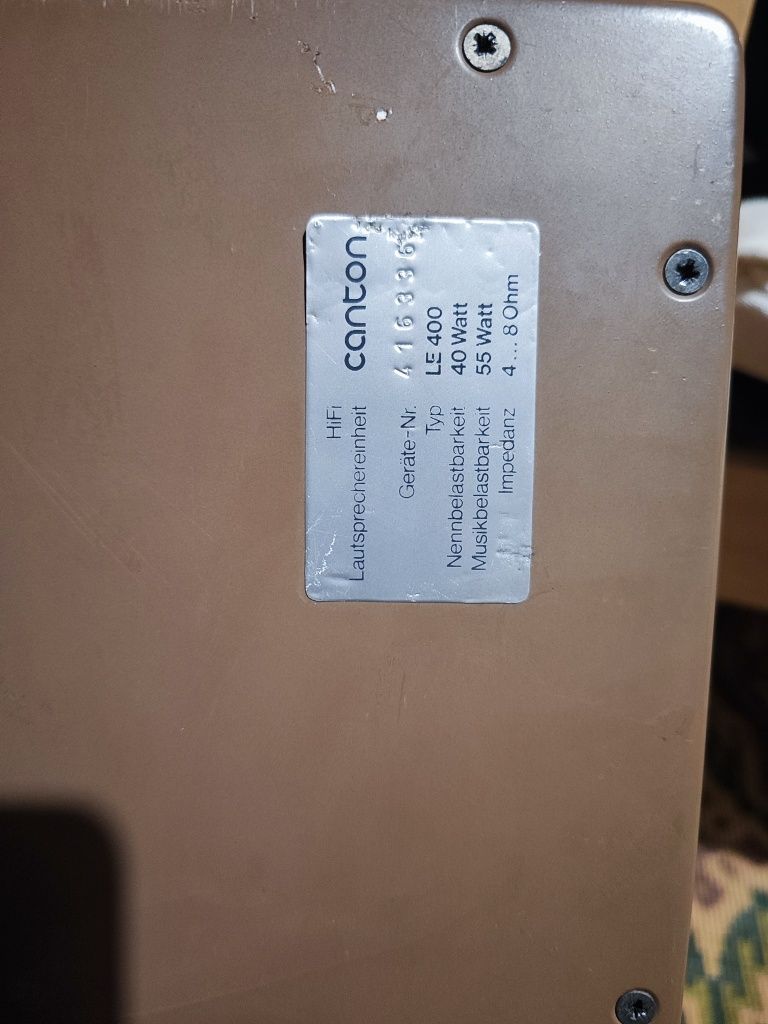 HiFi
Lautsprechereinheit canton
Geräte-Nr. 416336
Typ LE 400
Nennbelastbarkeit 40 Watt
Musikbelastbarkeit 55 Watt
Impedanz 4 ... 8 Ohm